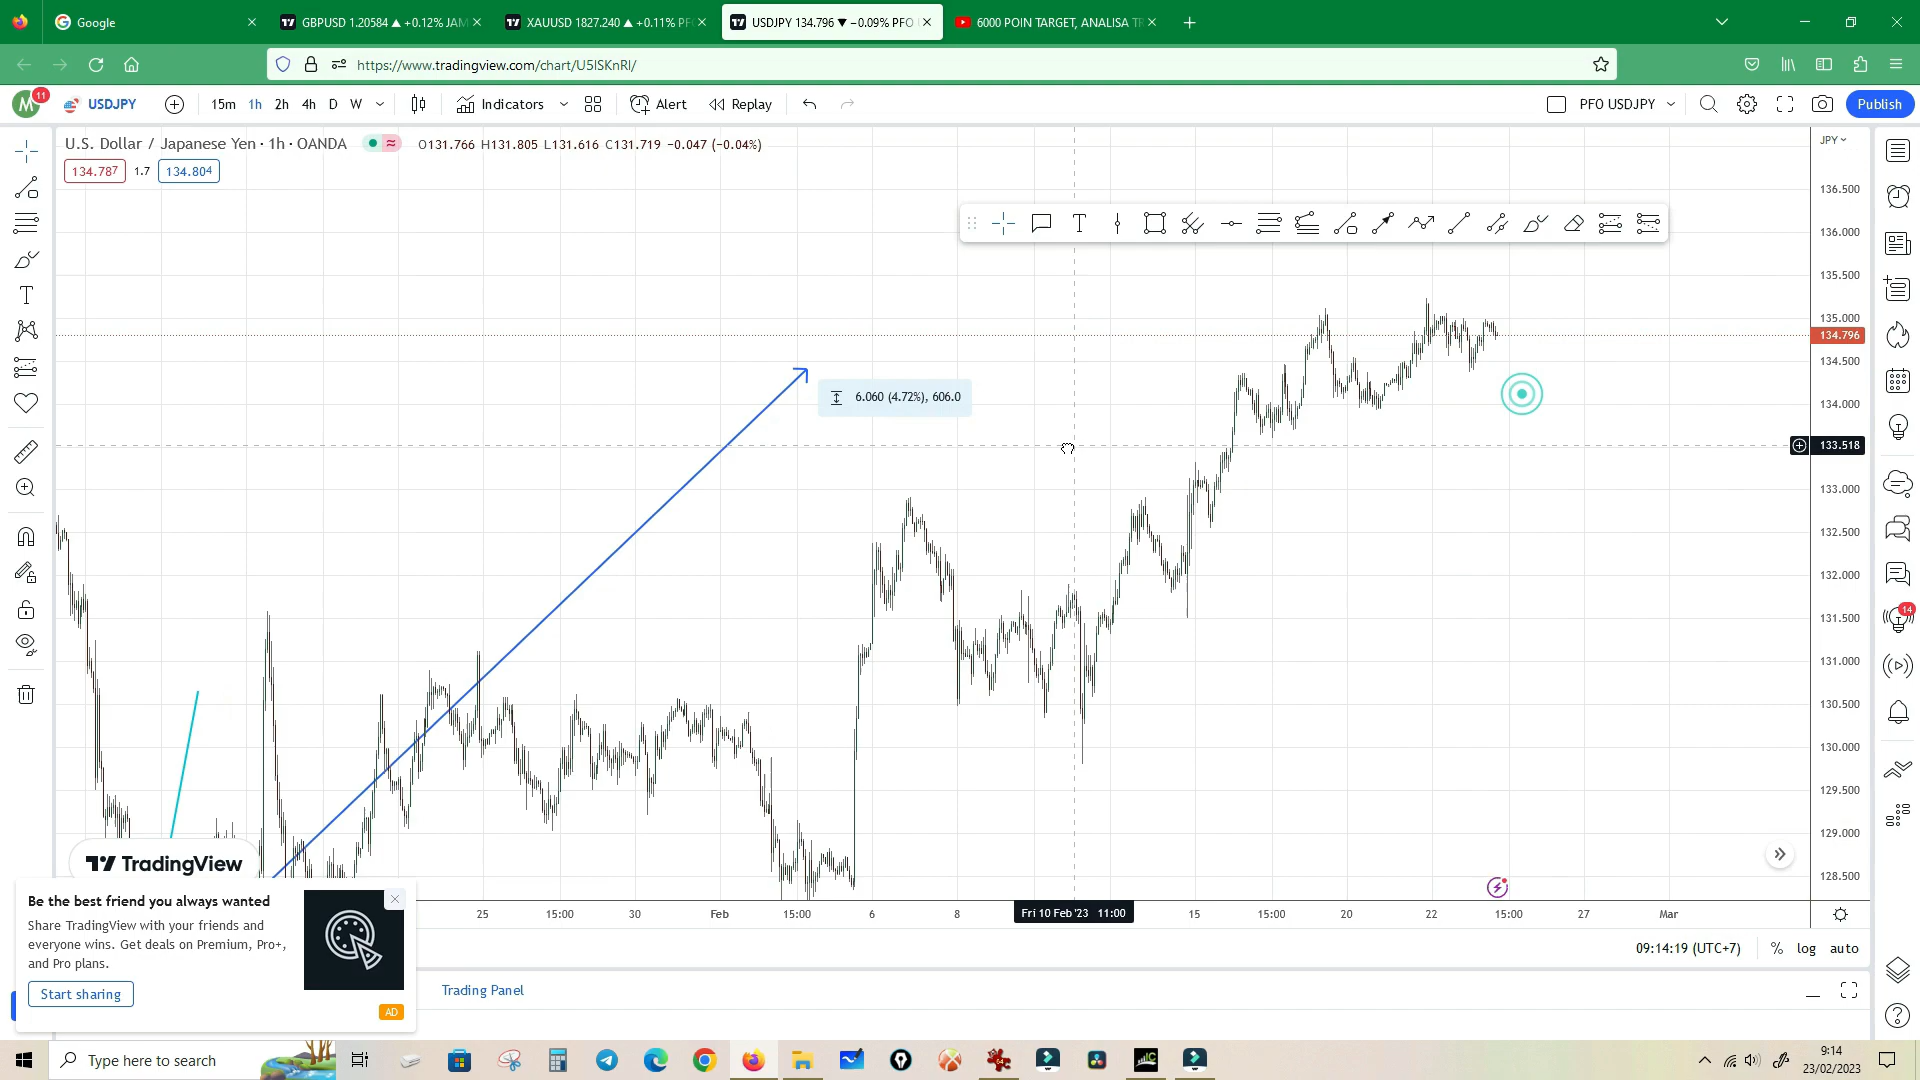 Google
GBPUSD 1.20584 ▲ +0.12% JAM
XAUUSD 1827.240 ▲ +0.11% PFO
USDJPY 134.796 ▼ −0.09% PFO U
6000 POIN TARGET, ANALISA TR
https://www.tradingview.com/chart/U5ISKnRI/
M
11
USDJPY
15m
1h
2h
4h
D
W
Indicators
Alert
Replay
PFO USDJPY
Publish
U.S. Dollar / Japanese Yen · 1h · OANDA
O131.766 H131.805 L131.616 C131.719 −0.047 (−0.04%)
134.787
1.7
134.804
JPY
136.500
136.000
135.500
135.000
134.796
134.500
134.000
133.518
133.000
132.500
132.000
131.500
131.000
130.500
130.000
129.500
129.000
128.500
6.060 (4.72%), 606.0
14
TradingView
Be the best friend you always wanted
Share TradingView with your friends and
everyone wins. Get deals on Premium, Pro+,
and Pro plans.
Start sharing
AD
25
15:00
30
Feb
15:00
6
8
Fri 10 Feb '23 11:00
15
15:00
20
22
15:00
27
Mar
09:14:19 (UTC+7)
%
log
auto
Trading Panel
Type here to search
9:14
23/02/2023